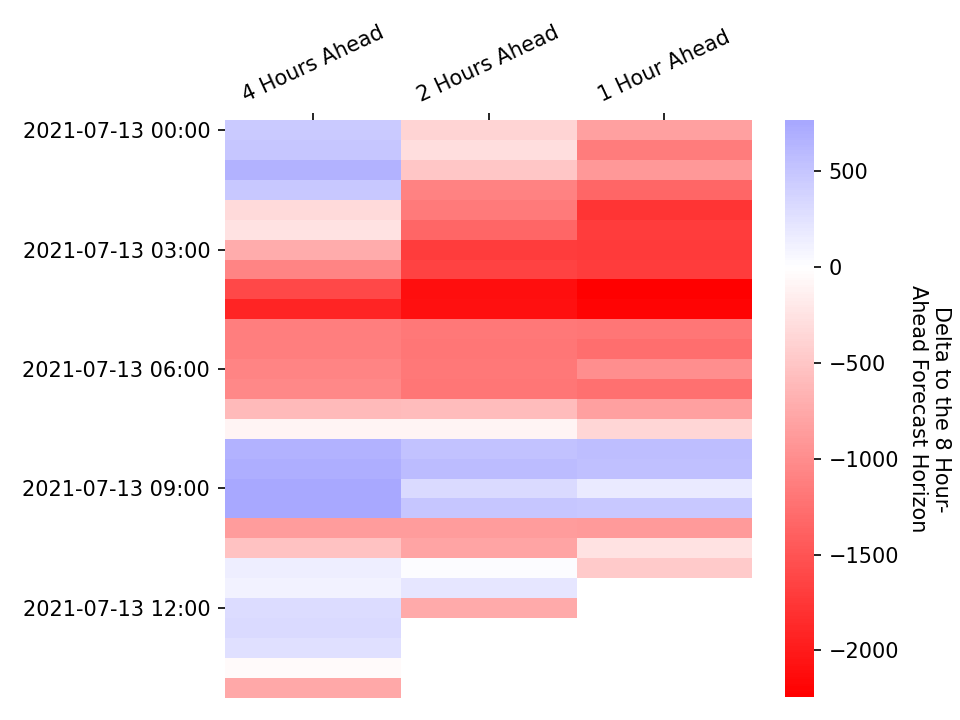 4 Hours Ahead
2 Hours Ahead
1 Hour Ahead
2021-07-13 00:00
2021-07-13 03:00
2021-07-13 06:00
2021-07-13 09:00
2021-07-13 12:00
500
0
−500
−1000
−1500
−2000
Delta to the 8 Hour-
Ahead Forecast Horizon